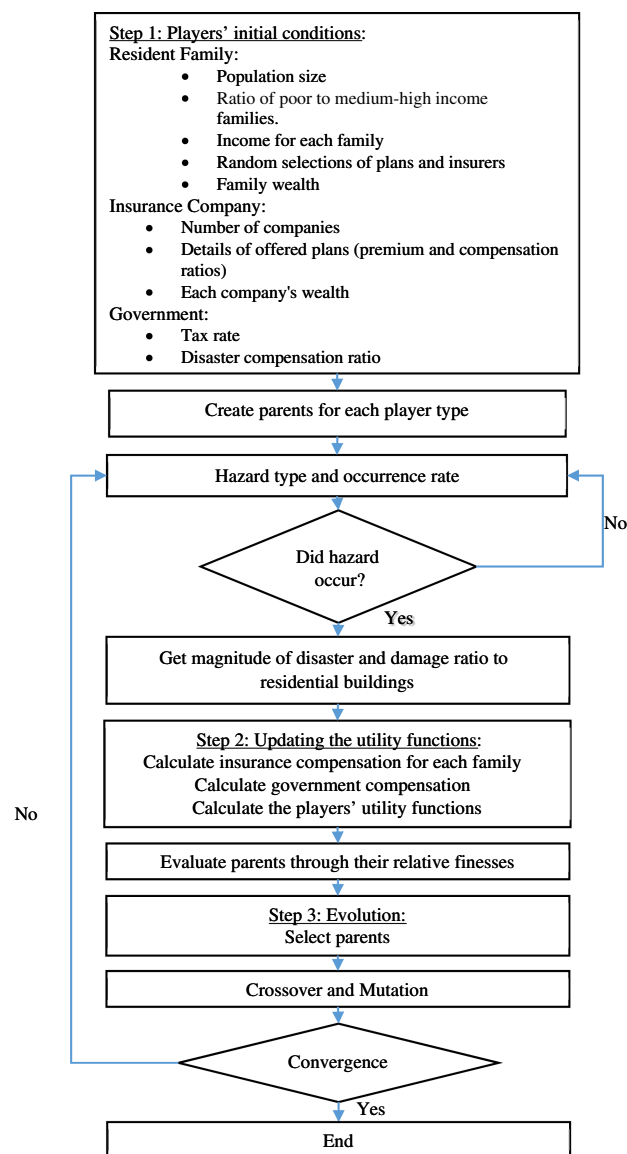 Step 1: Players' initial conditions:
Resident Family:
• Population size
• Ratio of poor to medium-high income
families.
• Income for each family
• Random selections of plans and insurers
• Family wealth
Insurance Company:
• Number of companies
• Details of offered plans (premium and compensation
ratios)
• Each company's wealth
Government:
• Tax rate
• Disaster compensation ratio
Create parents for each player type
Hazard type and occurrence rate
No
Did hazard
occur?
Yes
Get magnitude of disaster and damage ratio to
residential buildings
Step 2: Updating the utility functions:
Calculate insurance compensation for each family
Calculate government compensation
Calculate the players' utility functions
No
Evaluate parents through their relative finesses
Step 3: Evolution:
Select parents
Crossover and Mutation
Convergence
Yes
End